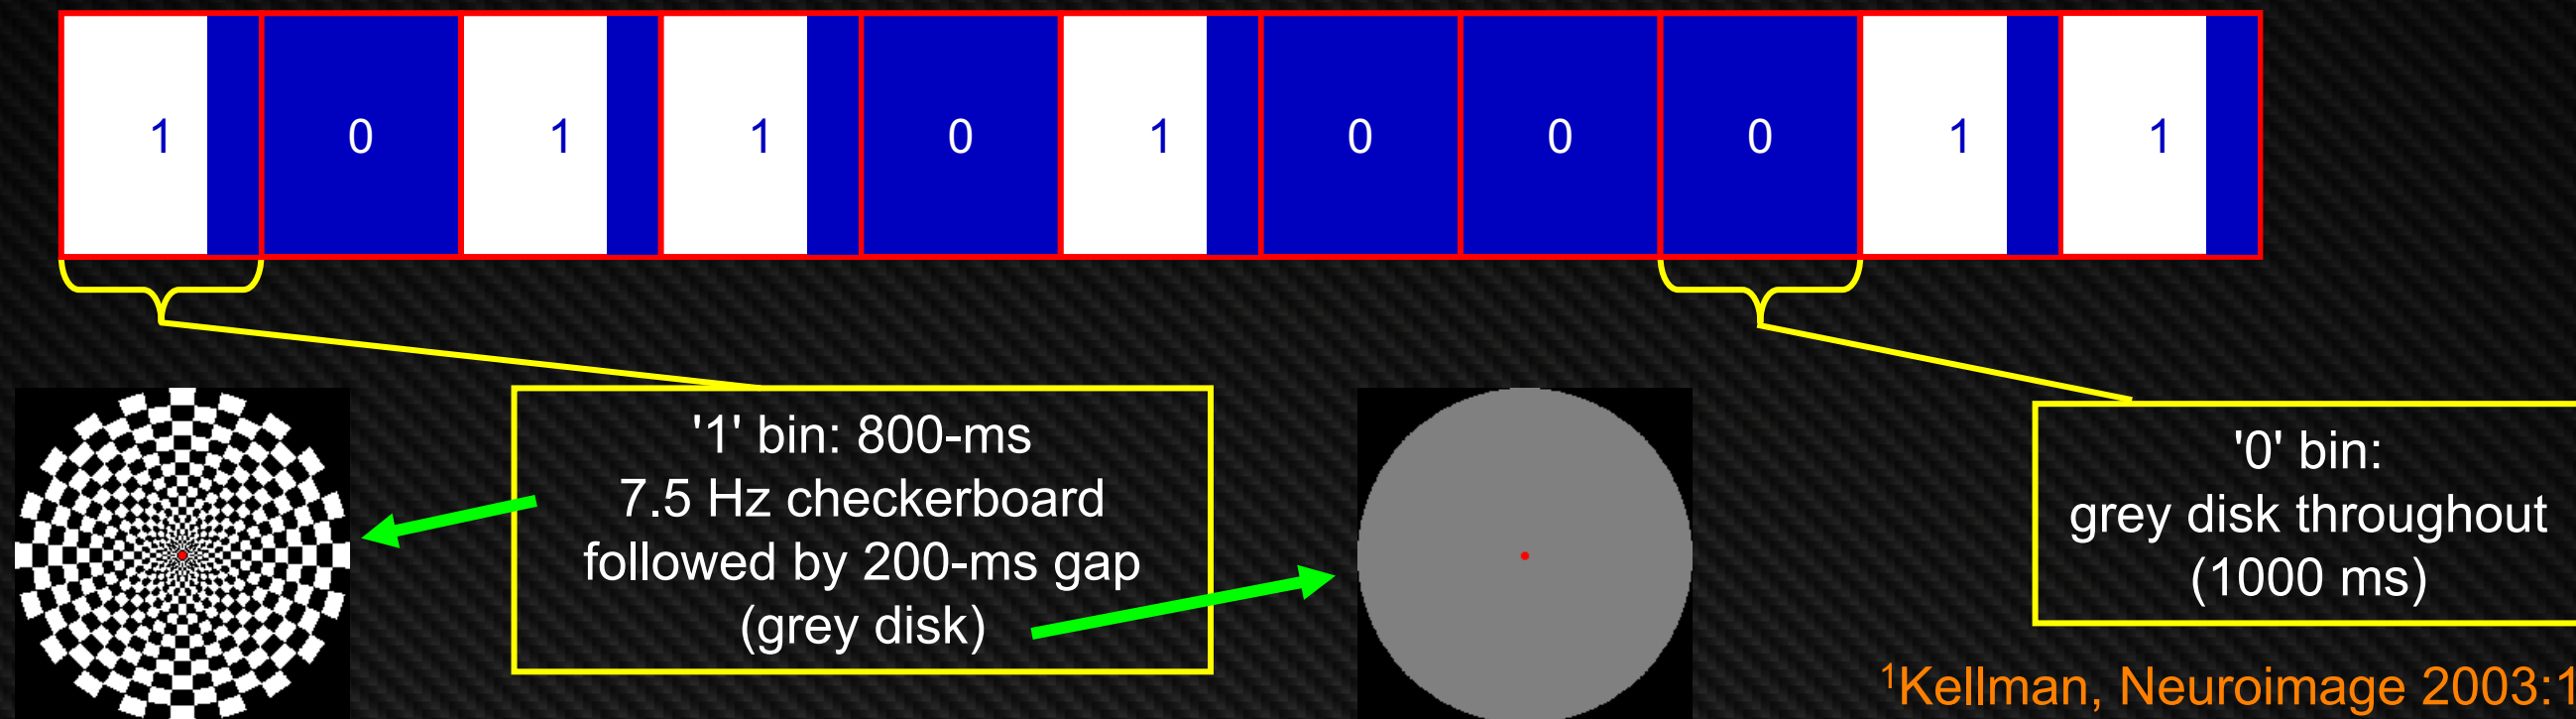 1 0 1 1 0 1 0 0 0 1 1
'1' bin: 800-ms
7.5 Hz checkerboard
followed by 200-ms gap
(grey disk)
'0' bin:
grey disk throughout
(1000 ms)
¹Kellman, Neuroimage 2003:1